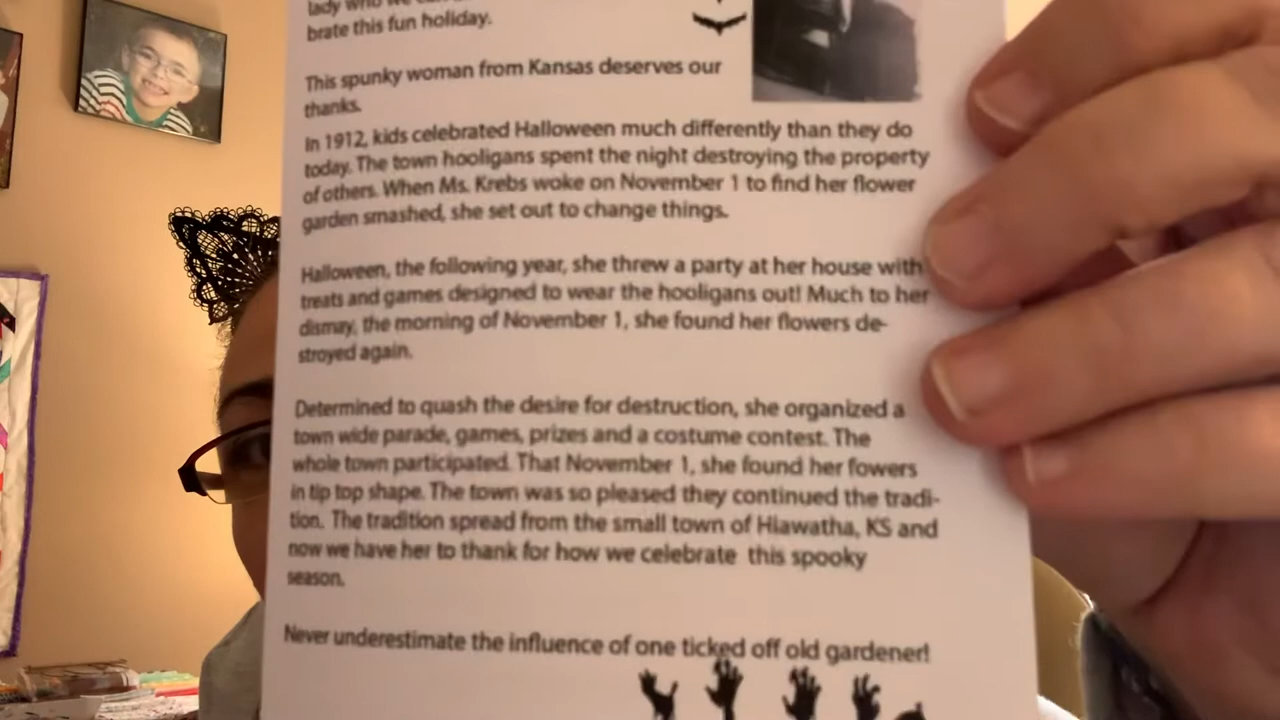 lady who we can
brate this fun holiday.
This spunky woman from Kansas deserves our
thanks.
In 1912, kids celebrated Halloween much differently than they do
today. The town hooligans spent the night destroying the property
of others. When Ms. Krebs woke on November 1 to find her flower
garden smashed, she set out to change things.
Halloween, the following year, she threw a party at her house with
treats and games designed to wear the hooligans out! Much to her
dismay, the morning of November 1, she found her flowers de-
stroyed again.
Determined to quash the desire for destruction, she organized a
town wide parade, games, prizes and a costume contest. The
whole town participated. That November 1, she found her fowers
in tip top shape. The town was so pleased they continued the tradi-
tion. The tradition spread from the small town of Hiawatha, KS and
now we have her to thank for how we celebrate this spooky
season.
Never underestimate the influence of one ticked off old gardener!